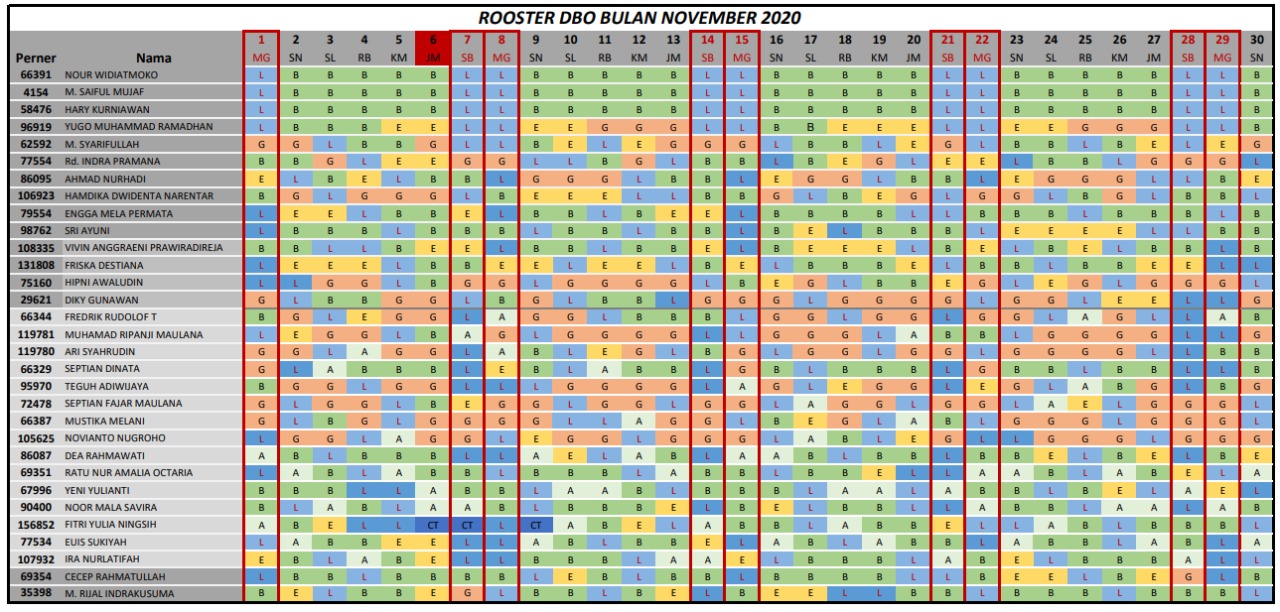 ROOSTER DBO BULAN NOVEMBER 2020
1 2 3 4 5 6 7 8 9 10 11 12 13 14 15 16 17 18 19 20 21 22 23 24 25 26 27 28 29 30
Perner Nama MG SN SL RB KM JM SB MG SN SL RB KM JM SB MG SN SL RB KM JM SB MG SN SL RB KM JM SB MG SN
66391 NOUR WIDIATMOKO L B B B B B L L B B B B B L L B B B B B L L B B B B B L L B
4154 M. SAIFUL MUJAF L B B B B B L L B B B B B L L B B B B B L L B B B B B L L B
58476 HARY KURNIAWAN L B B B B B L L B B B B B L L B B B B B L L B B B B B L L B
96919 YUGO MUHAMMAD RAMADHAN L B B B E E L L E E G G G L L B B E E E L L E E G G G L L B
62592 M. SYARIFULLAH G G L B B G L L B E L E G G L L B B L E G L B L B B E L E G
77554 Rd. INDRA PRAMANA B B G L E E G G L L B G L B B L B E G L E E L B B L G G G L
86095 AHMAD NURHADI E L B E L B B L G G G L B B L E G G L B B L E G G G L L B E
106923 HAMDIKA DWIDENTA NARENTAR B G L G G G L B E E E L L B B G L B E G L G B L B G L B B L
79554 ENGGA MELA PERMATA L E E L B B E L B B L B E E L B B B B L L B B B L B B B L B
98762 SRI AYUNI L B B B L B B L B B L B B B L B E L B B B L E E E E L L B L
108335 VIVIN ANGGRAENI PRAWIRADIREJA B B L L B E E L B B L B L E L B E E E L B E L B E L B B L B
131808 FRISKA DESTIANA L E E E L B B E E L E E L B E L B B B E L B B L B B E E L L
75160 HIPNI AWALUDIN L L G G L B G G L G G L G G L B E G L B B E G L E G L G G L
29621 DIKY GUNAWAN G L B B G G L B G L B B L G G G L G G G G L G G L E E L L G
66344 FREDRIK RUDOLOF T B G L E G G L A G G L B B B L G G G G G L G G L A G L L A B
119781 MUHAMAD RIPANJI MAULANA L E G G L B A G L G G G G L L G G G L A B B L G G G G L L G
119780 ARI SYAHRUDIN G G L A G G L A B L E G L B G L G G G L G G L G G G G L B B
66329 SEPTIAN DINATA G L A B B B L E B L A B B L B B L B B B L G B B L B B L L B
95970 TEGUH ADIWIJAYA B G G L G G L L L G G G G L A G L E G G L E G L A B G L B G
72478 SEPTIAN FAJAR MAULANA G L G G L B E G G L G G L G G L A G G L G G L A E L G G G L
66387 MUSTIKA MELANI G L B G L G G G G L L A G G L B E G L A B L G G G L G G G L
105625 NOVIANTO NUGROHO L G G L A G G L E G G L G G G L A B L E G L L G G G L G G G
86087 DEA RAHMAWATI A L B B B B L L A E L A B L A A B L B B L B B E L E B L B E
69351 RATU NUR AMALIA OCTARIA L A B L A B B L B B B L A B B L B B E L L A A B L A B E L A
67996 YENI YULIANTI B B B L L A B B L A A B B L B B L A A L A B B L B B E L A E L
90400 NOOR MALA SAVIRA B L A B L A A B L B B B E L B E L B B L B B L B L A A B L B
156852 FITRI YULIA NINGSIH A B E L L CT CT L CT A B E L A B B L A B B E L L A B L B B L B
77534 EUIS SUKIYAH L A B B E E L L A L B B B E L A B L A B B L A B L B B L B A
107932 IRA NURLATIFAH E B L A B E L L B B B L A A E L B B B L A B E L B B B A L L
69354 CECEP RAHMATULLAH L B B L B B B B L E B L B B L B B B B L L B E E B L E G L B
35398 M. RIJAL INDRAKUSUMA B E L B B E G L B B L B E L B E E L L B B L B B L B B B B L